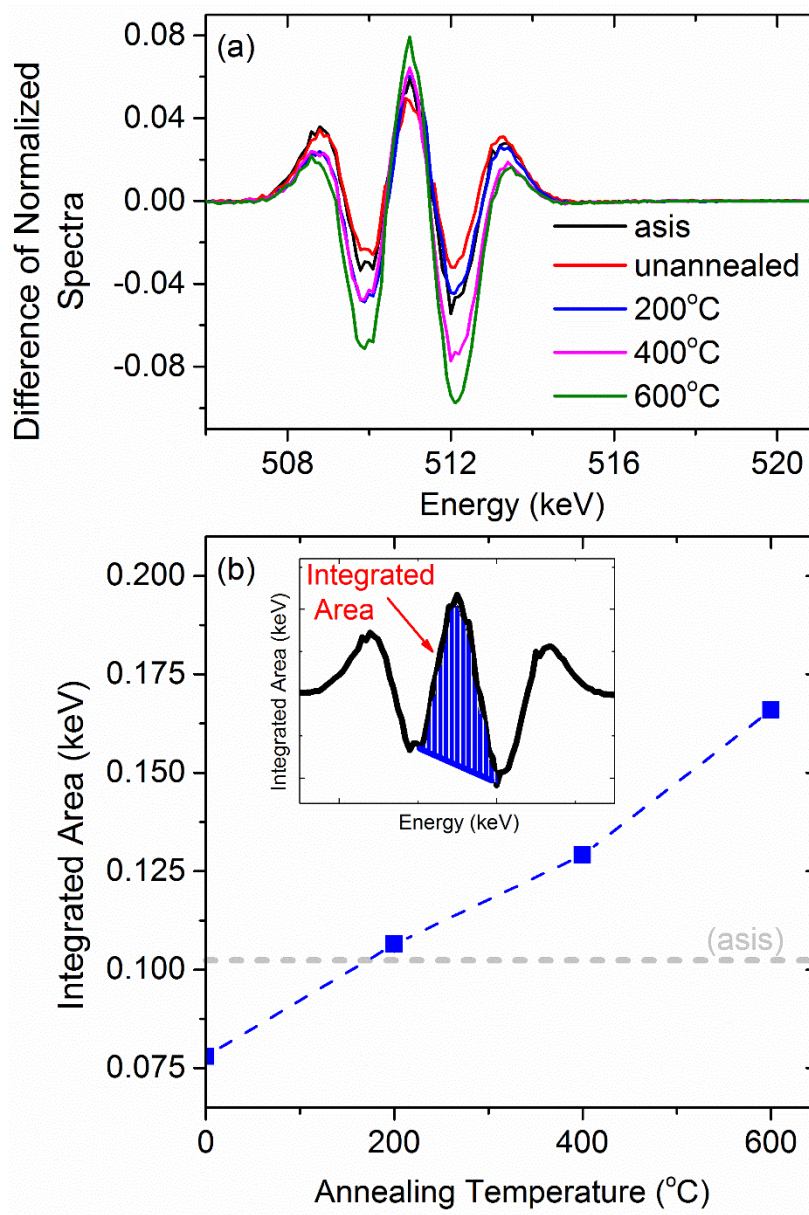 (a)
0.08
0.04
0.00
-0.04
-0.08
Difference of Normalized
Spectra
asis
unannealed
200°C
400°C
600°C
508
512
516
520
Energy (keV)
(b)
0.200
0.175
0.150
0.125
0.100
0.075
Integrated Area (keV)
Integrated
Area
Integrated Area (keV)
Energy (keV)
(asis)
0
200
400
600
Annealing Temperature (°C)